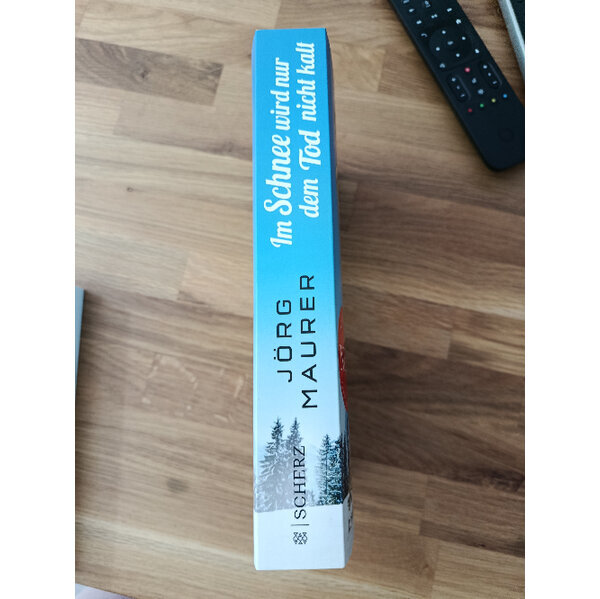 Im Schnee wird nur
dem Tod nicht kalt
JÖRG
MAURER
SCHERZ